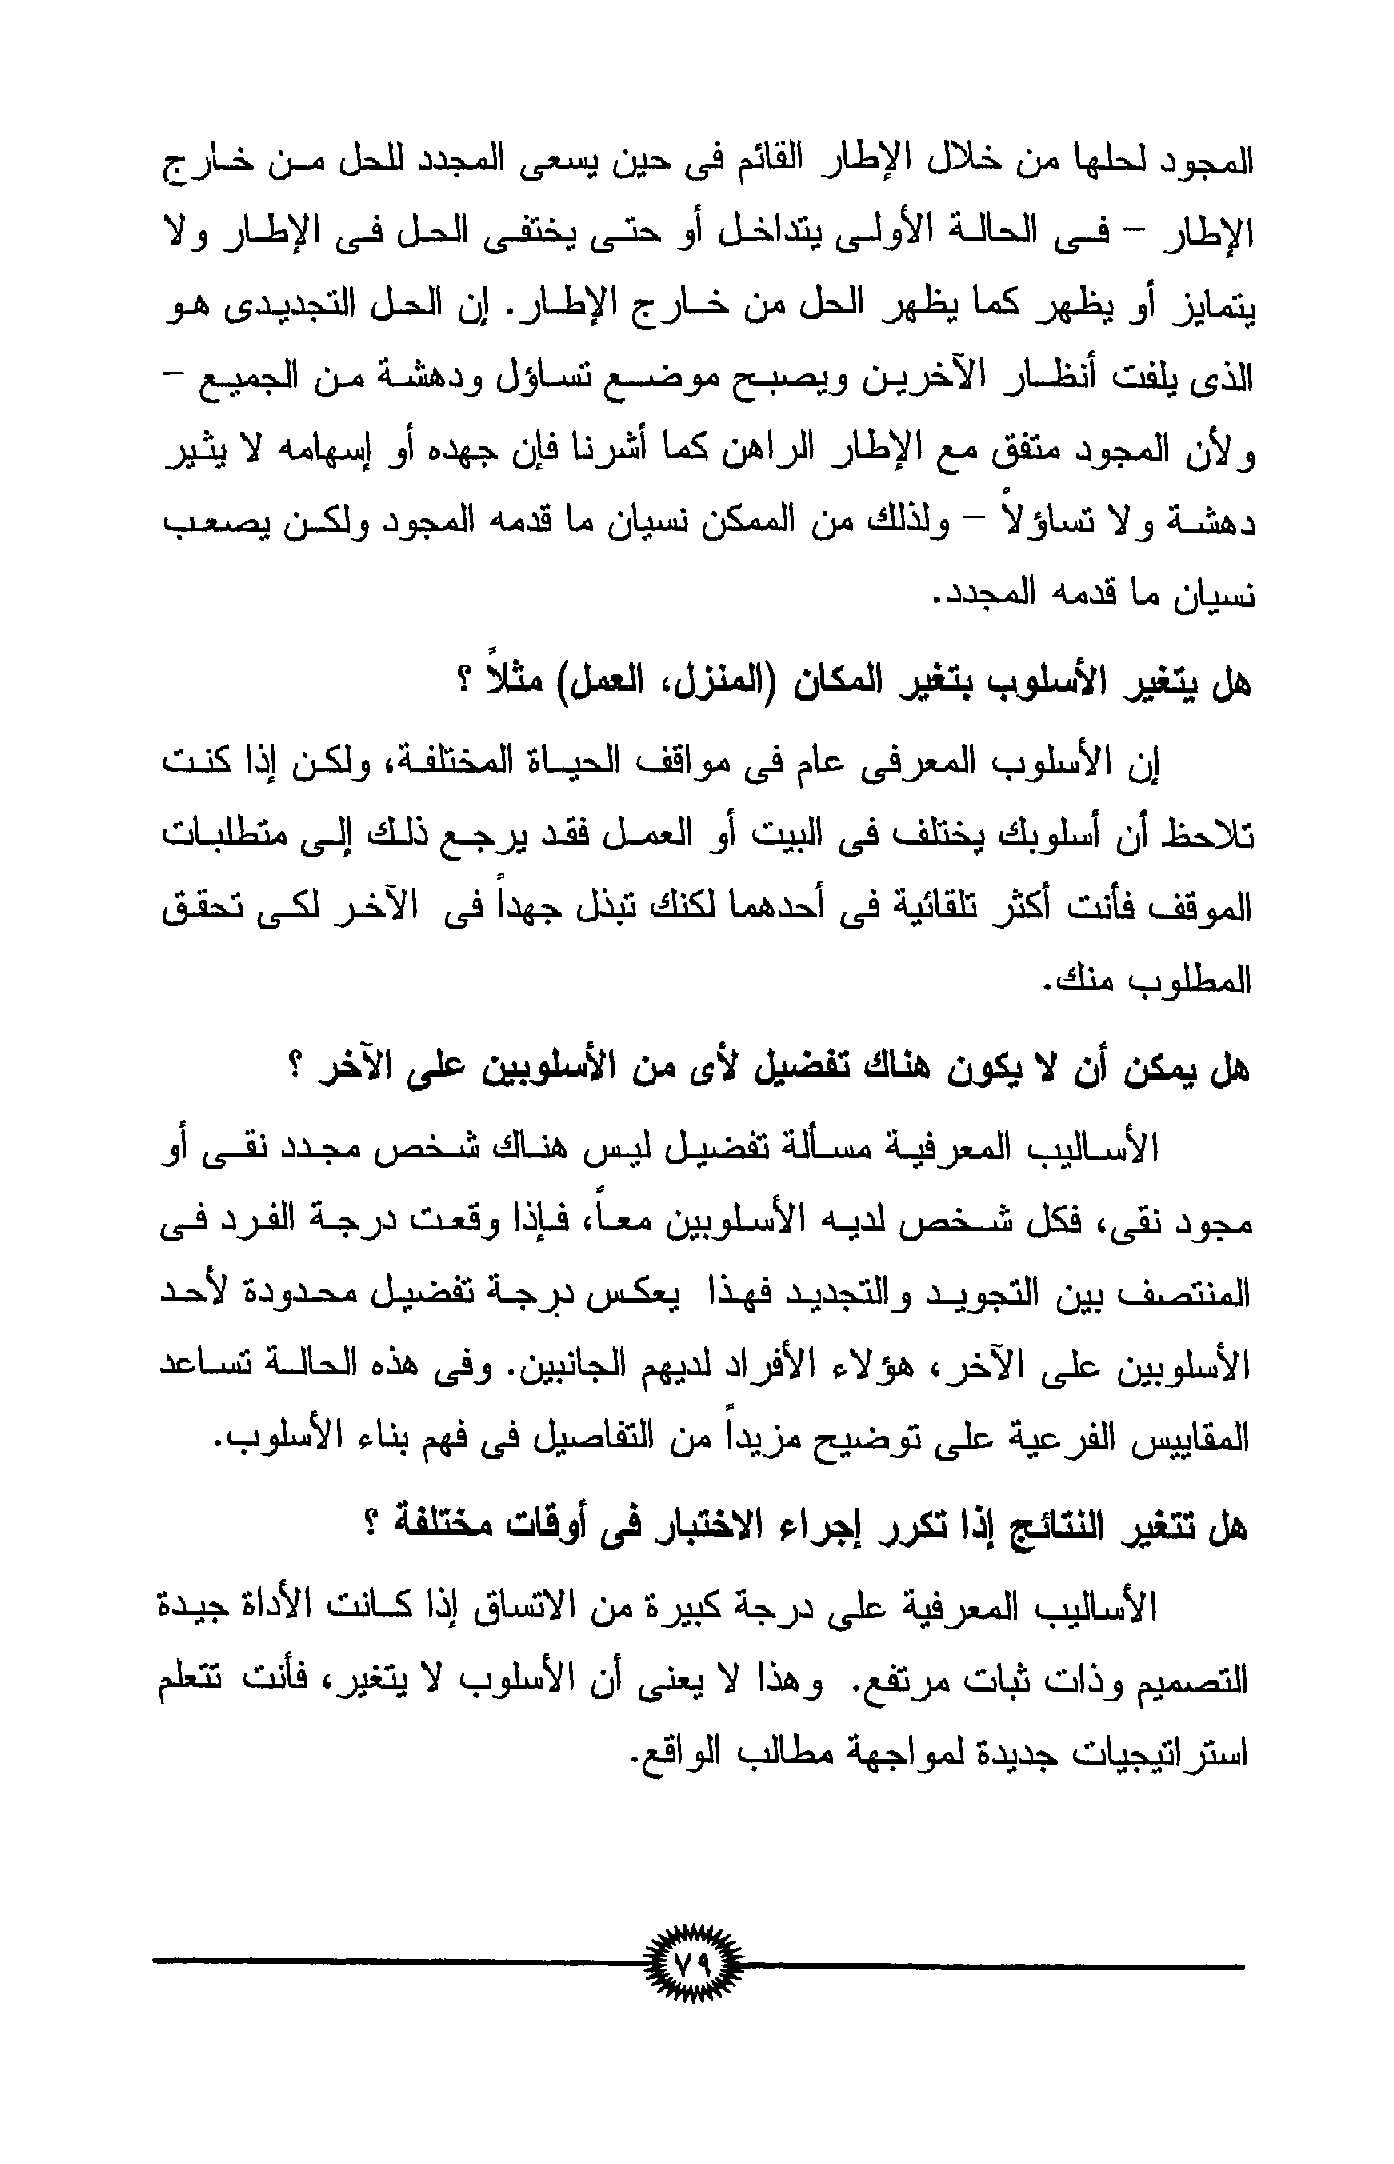 المجود لحلها من خلال الإطار القائم فى حين يسعى المجدد للحل من خارج
الإطار – فى الحالة الأولى يتداخل أو حتى يختفى الحل فى الإطار ولا
يتمايز أو يظهر كما يظهر الحل من خارج الإطار. إن الحل التجديدى هو
الذى يلفت أنظار الآخرين ويصبح موضع تساؤل ودهشة من الجميع –
ولأن المجود متفق مع الإطار الراهن كما أشرنا فإن جهده أو إسهامه لا يثير
دهشة ولا تساؤلاً – ولذلك من الممكن نسيان ما قدمه المجود ولكن يصعب
نسيان ما قدمه المجدد.
هل يتغير الأسلوب بتغير المكان (المنزل، العمل) مثلاً ؟
إن الأسلوب المعرفى عام فى مواقف الحياة المختلفة، ولكن إذا كنت
تلاحظ أن أسلوبك يختلف فى البيت أو العمل فقد يرجع ذلك إلى متطلبات
الموقف فأنت أكثر تلقائية فى أحدهما لكنك تبذل جهداً فى الآخر لكى تحقق
المطلوب منك.
هل يمكن أن لا يكون هناك تفضيل لأى من الأسلوبين على الآخر ؟
الأساليب المعرفية مسألة تفضيل ليس هناك شخص مجدد نقى أو
مجود نقى، فكل شخص لديه الأسلوبين معاً، فإذا وقعت درجة الفرد فى
المنتصف بين التجويد والتجديد فهذا يعكس درجة تفضيل محدودة لأحد
الأسلوبين على الآخر، هؤلاء الأفراد لديهم الجانبين. وفى هذه الحالة تساعد
المقاييس الفرعية على توضيح مزيداً من التفاصيل فى فهم بناء الأسلوب.
هل تتغير النتائج إذا تكرر إجراء الاختبار فى أوقات مختلفة ؟
الأساليب المعرفية على درجة كبيرة من الاتساق إذا كانت الأداة جيدة
التصميم وذات ثبات مرتفع. وهذا لا يعنى أن الأسلوب لا يتغير، فأنت تتعلم
استراتيجيات جديدة لمواجهة مطالب الواقع.
٧٩